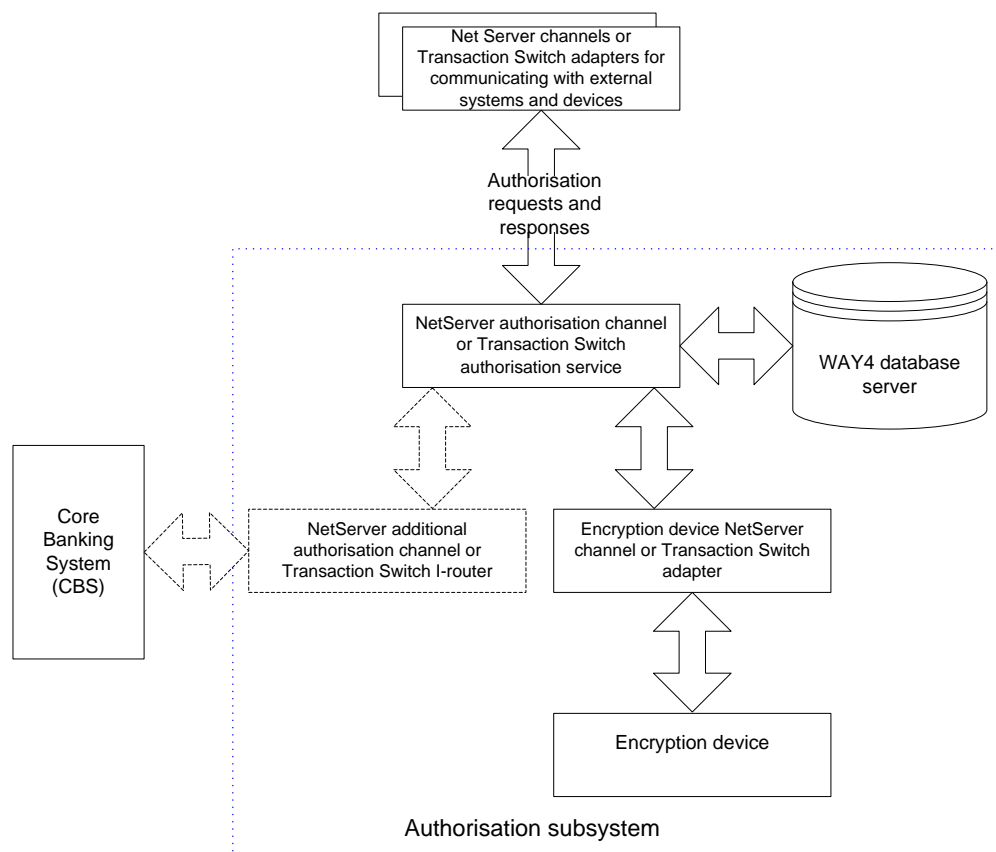 Net Server channels or
Transaction Switch adapters for
communicating with external
systems and devices
Authorisation
requests and
responses
NetServer authorisation channel
or Transaction Switch
authorisation service
WAY4 database
server
Core
Banking
System
(CBS)
NetServer additional
authorisation channel or
Transaction Switch I-router
Encryption device NetServer
channel or Transaction Switch
adapter
Encryption device
Authorisation subsystem